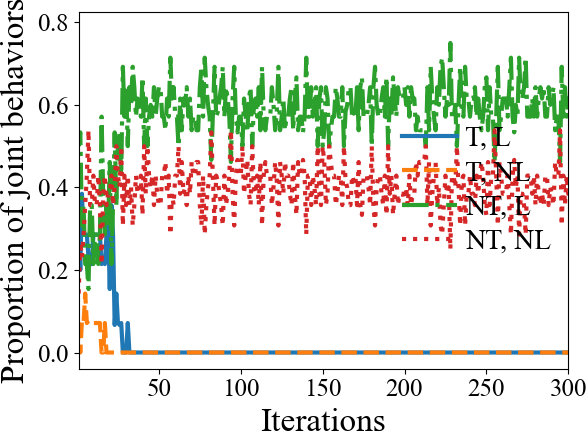 Proportion of joint behaviors
0.8
0.6
0.4
0.2
0.0
T, L
T, NL
NT, L
NT, NL
50
100
150
200
250
300
Iterations